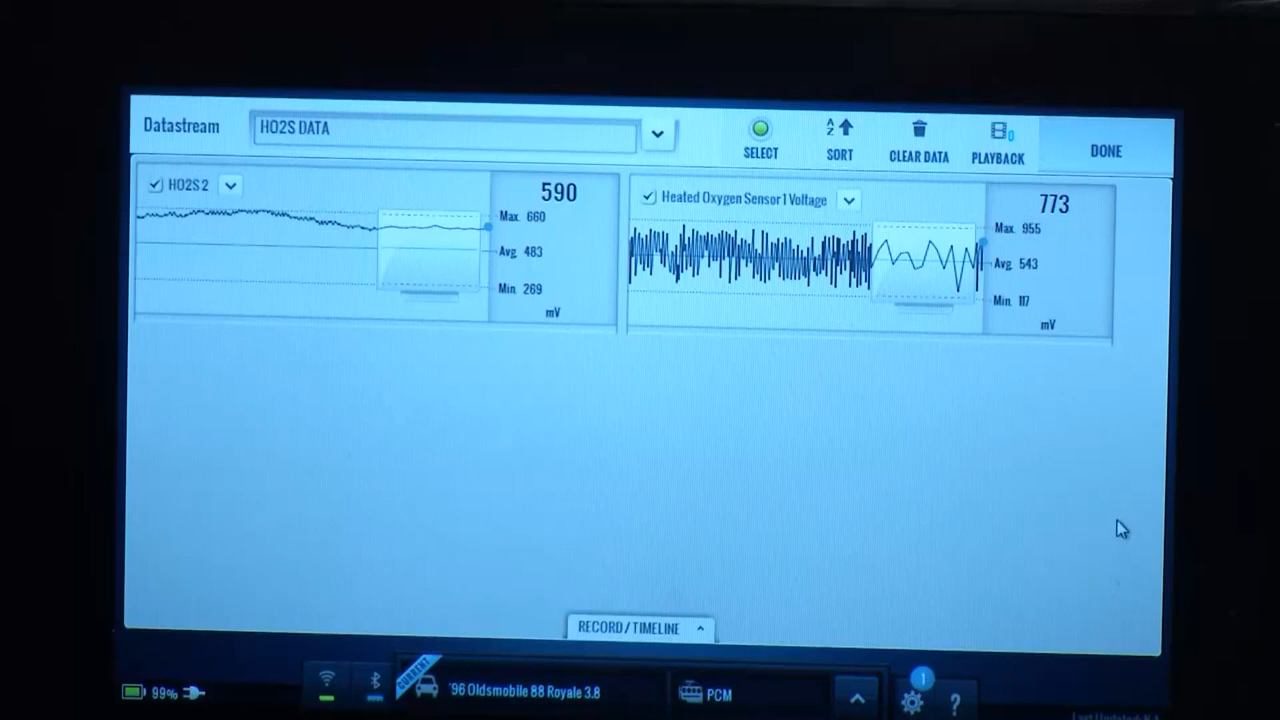 Datastream
HO2S DATA
SELECT
SORT
CLEAR DATA
PLAYBACK
DONE
HO2S 2
590
Max. 660
Avg. 483
Min. 269
mV
Heated Oxygen Sensor 1 Voltage
773
Max. 955
Avg. 543
Min. 117
mV
RECORD/TIMELINE
99%
CURRENT
'96 Oldsmobile 88 Royale 3.8
PCM
1
?